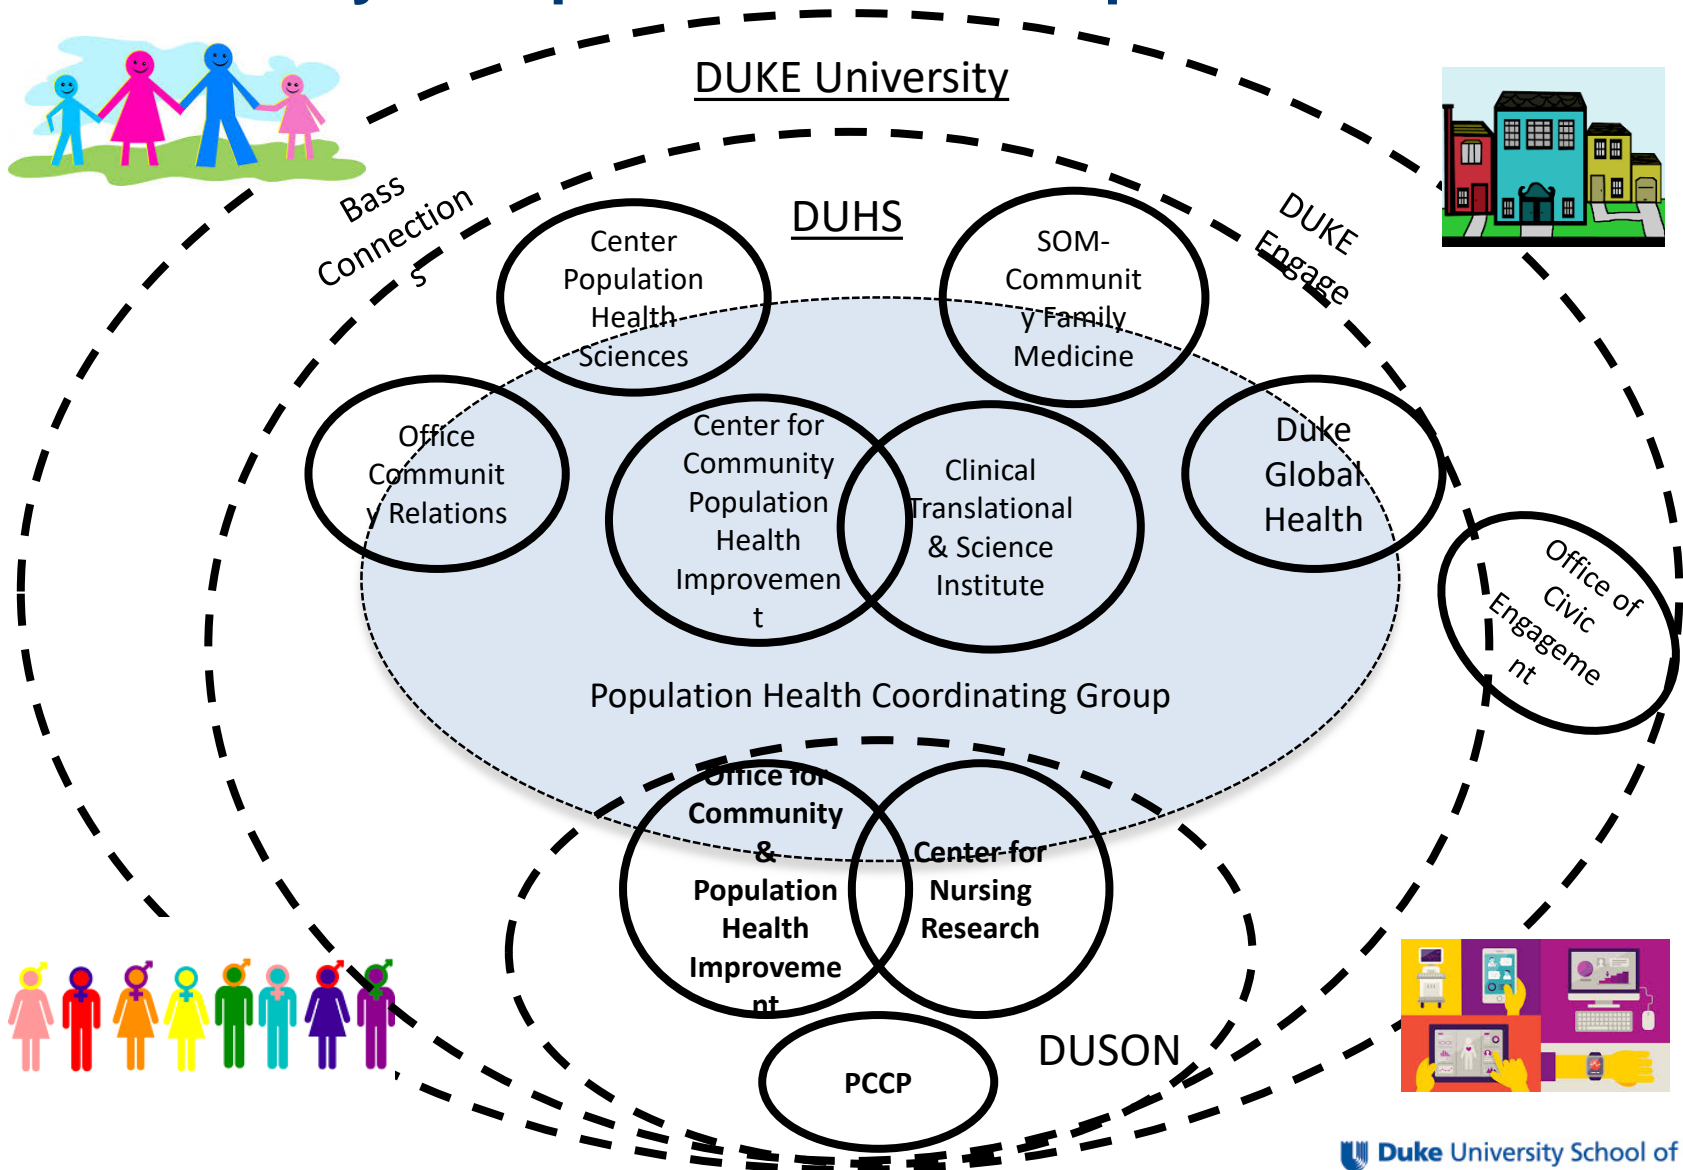 DUKE University
Bass
Connection
s
DUHS
DUKE
Engage
Center
Population
Health
Sciences
SOM-
Communit
y Family
Medicine
Office
Communit
y Relations
Center for
Community
Population
Health
Improvemen
t
Clinical
Translational
& Science
Institute
Duke
Global
Health
Office of
Civic
Engageme
nt
Population Health Coordinating Group
Office for
Community
&
Population
Health
Improveme
nt
Center for
Nursing
Research
DUSON
PCCP
Duke University School of